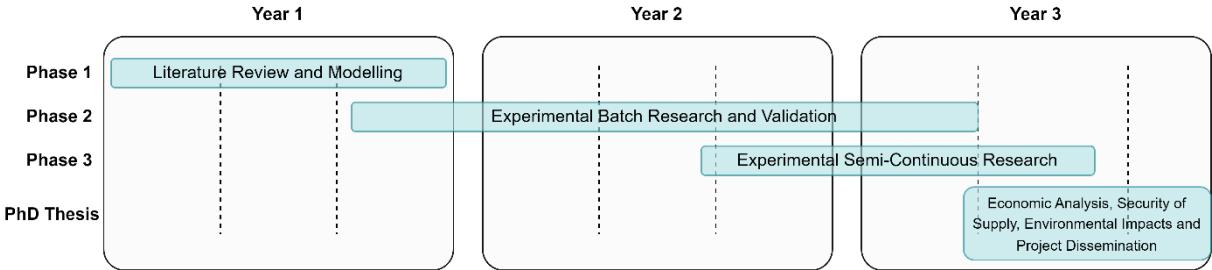 Year 1 Year 2 Year 3
Phase 1 Literature Review and Modelling
Phase 2 Experimental Batch Research and Validation
Phase 3 Experimental Semi-Continuous Research
PhD Thesis
Economic Analysis, Security of
Supply, Environmental Impacts and
Project Dissemination